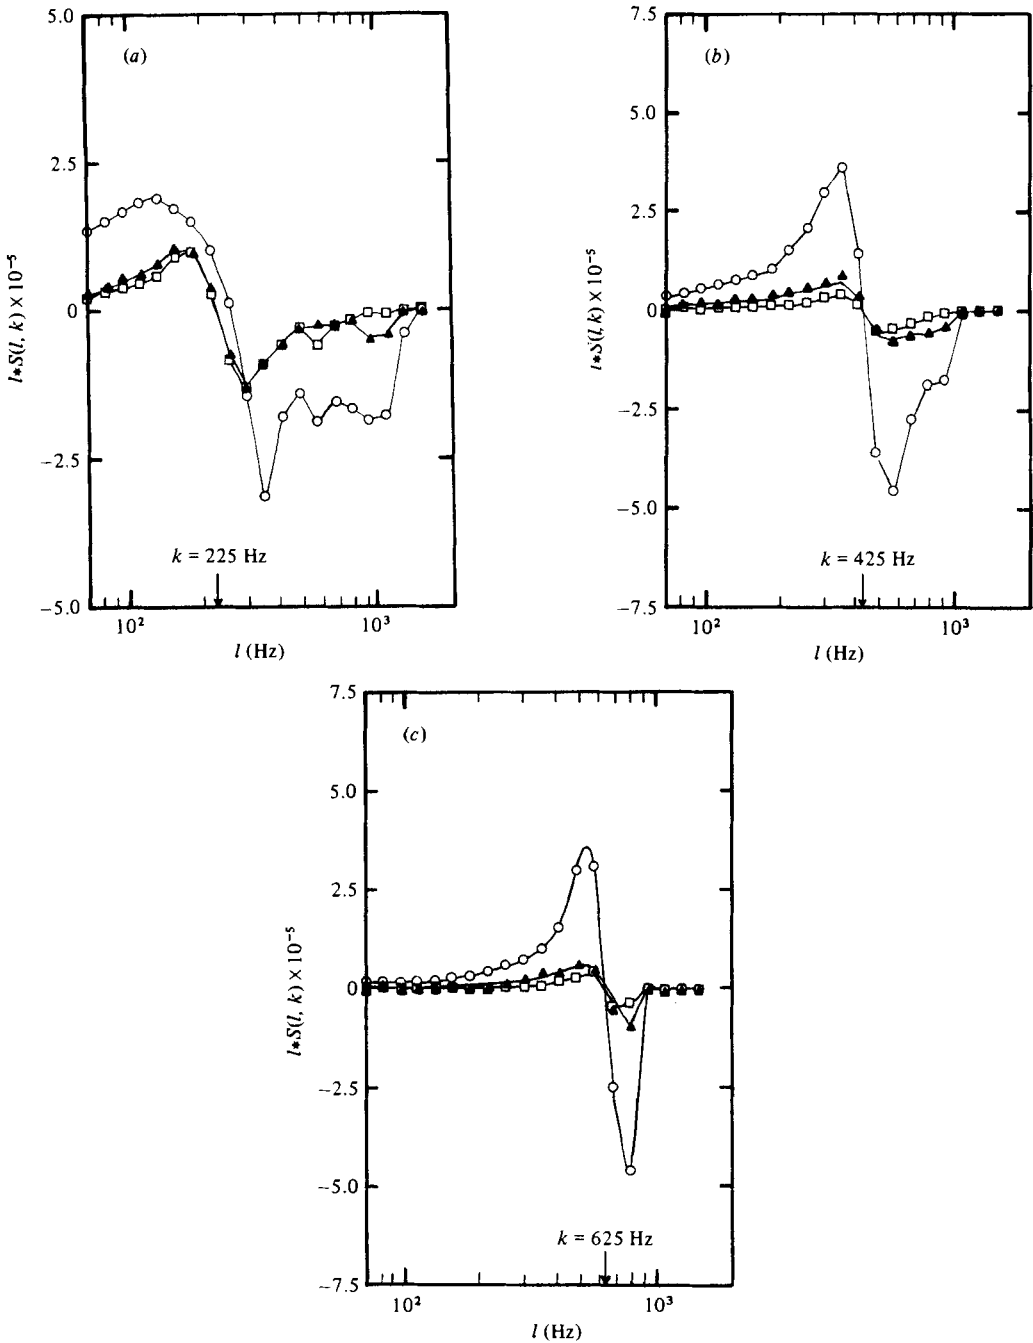 (a)
5.0
2.5
0
−2.5
−5.0
l*S(l, k) × 10⁻⁵
k = 225 Hz
10²
10³
l (Hz)
(b)
7.5
5.0
2.5
0
−2.5
−5.0
−7.5
l*S(l, k) × 10⁻⁵
k = 425 Hz
10²
10³
l (Hz)
(c)
7.5
5.0
2.5
0
−2.5
−5.0
−7.5
l*S(l, k) × 10⁻⁵
k = 625 Hz
10²
10³
l (Hz)